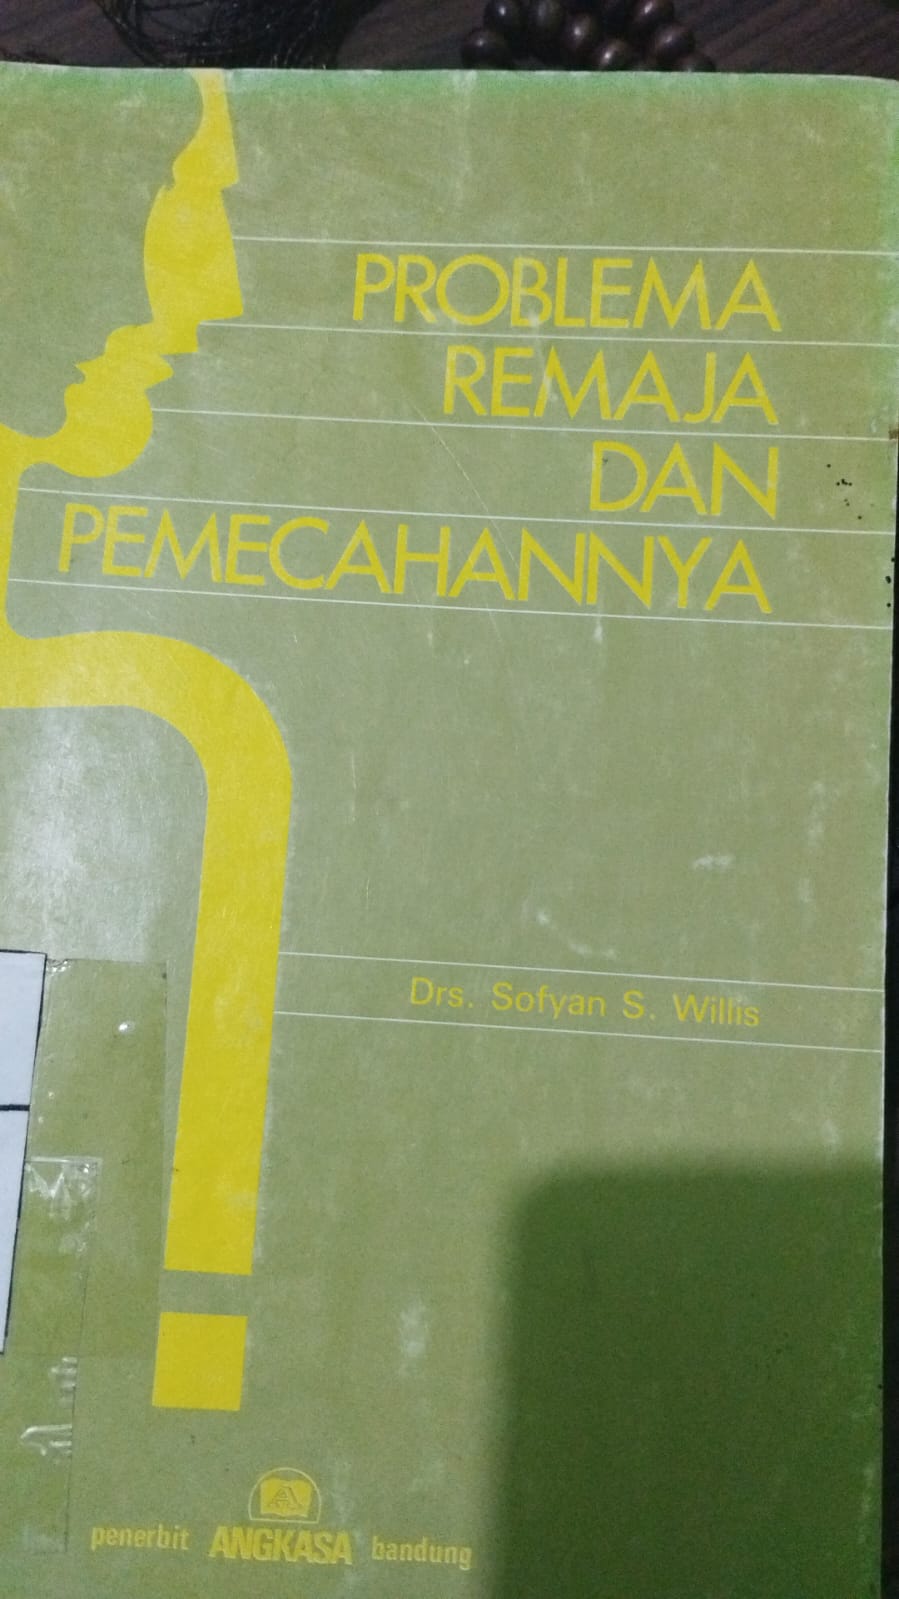 PROBLEMA
REMAJA
DAN
PEMECAHANNYA
Drs. Sofyan S. Willis
A
penerbit ANGKASA bandung